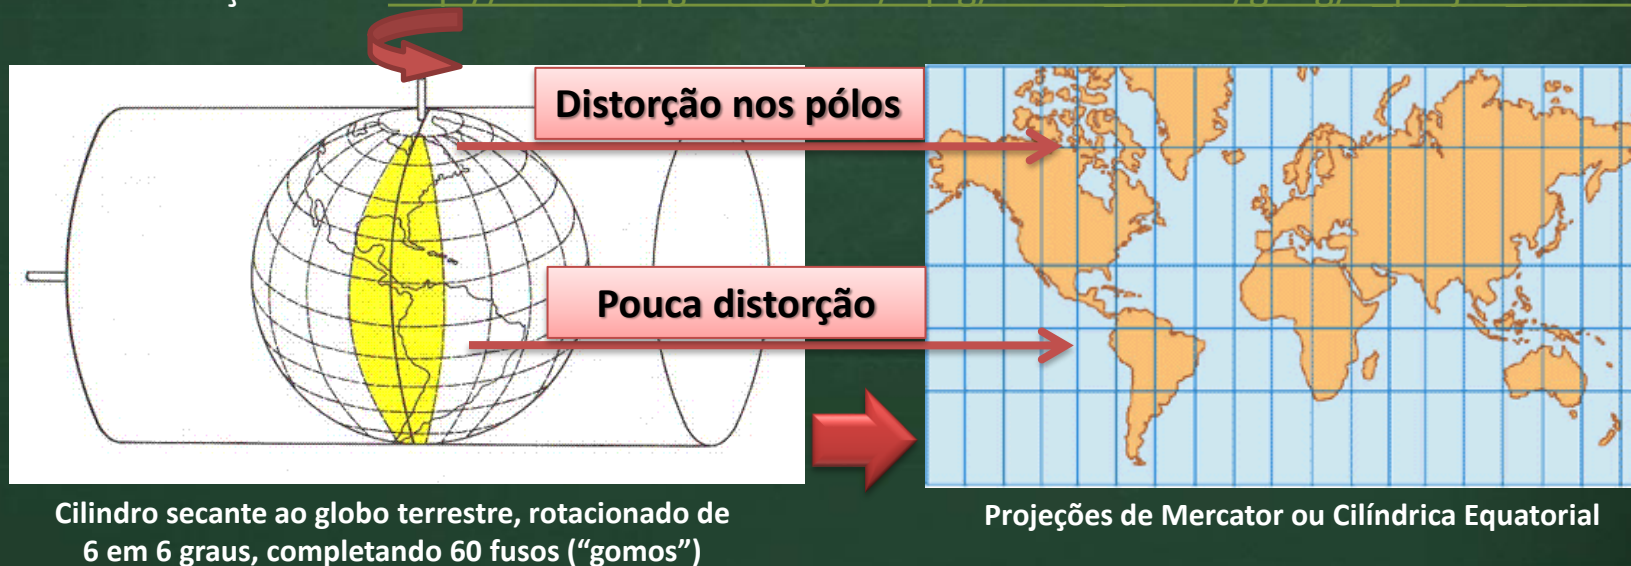 Distorção nos pólos
Pouca distorção
Cilindro secante ao globo terrestre, rotacionado de
6 em 6 graus, completando 60 fusos (“gomos”)
Projeções de Mercator ou Cilíndrica Equatorial